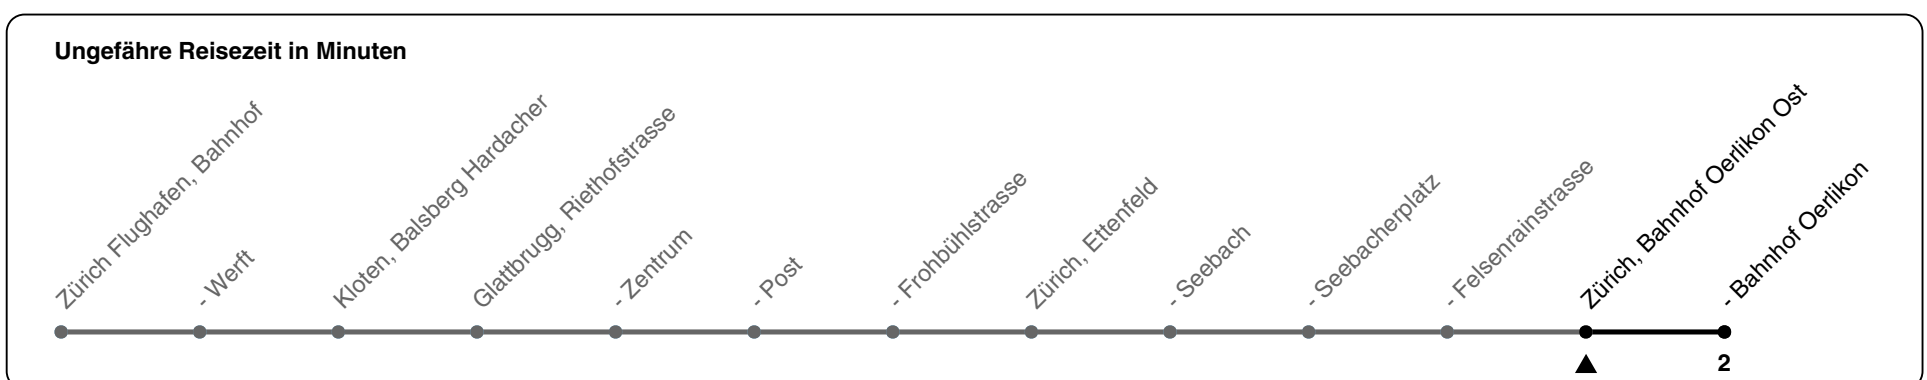 Ungefähre Reisezeit in Minuten
Zürich Flughafen, Bahnhof
- Werft
Kloten, Balsberg Hardacher
Glattbrugg, Riethofstrasse
- Zentrum
- Post
- Frohbühlstrasse
Zürich, Ettenfeld
- Seebach
- Seebacherplatz
- Felsenrainstrasse
Zürich, Bahnhof Oerlikon Ost
- Bahnhof Oerlikon
2